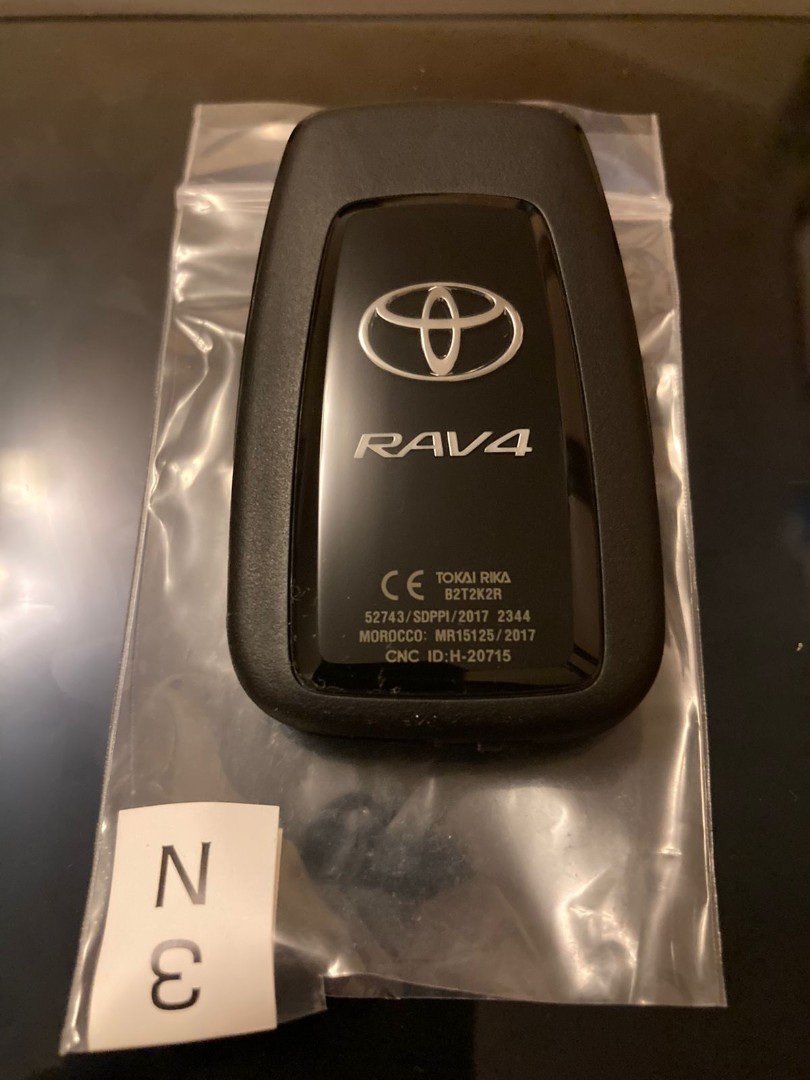 RAV4
CE TOKAI RIKA
B2T2K2R
52743/SDPPI/2017 2344
MOROCCO: MR15125/2017
CNC ID:H-20715
N
3